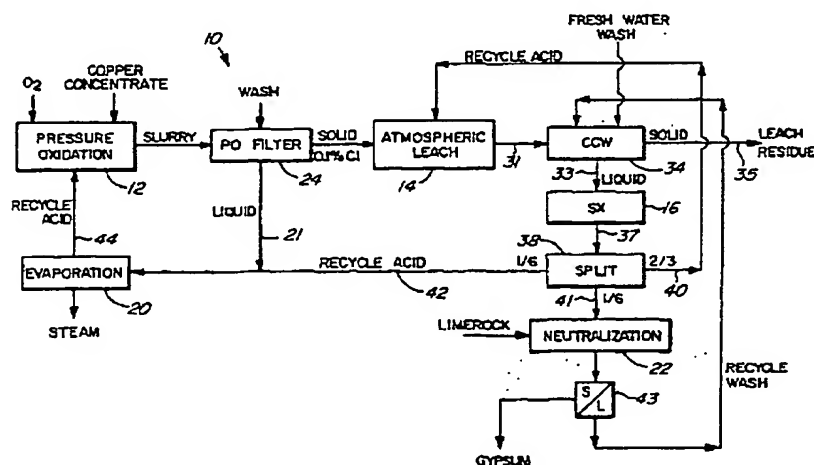 FRESH WATER
WASH
10
RECYCLE ACID
O2
COPPER
CONCENTRATE
WASH
PRESSURE
OXIDATION
SLURRY
PO FILTER
SOLID
0.1% Cl
ATMOSPHERIC
LEACH
31
CCW
SOLID
LEACH
RESIDUE
12
24
14
33
LIQUID
34
35
RECYCLE
ACID
44
LIQUID
21
SX
16
37
38
EVAPORATION
RECYCLE ACID
1/6
SPLIT
2/3
20
42
40
STEAM
41
1/6
LIMEROCK
NEUTRALIZATION
22
RECYCLE
WASH
S
L
43
GYPSUM